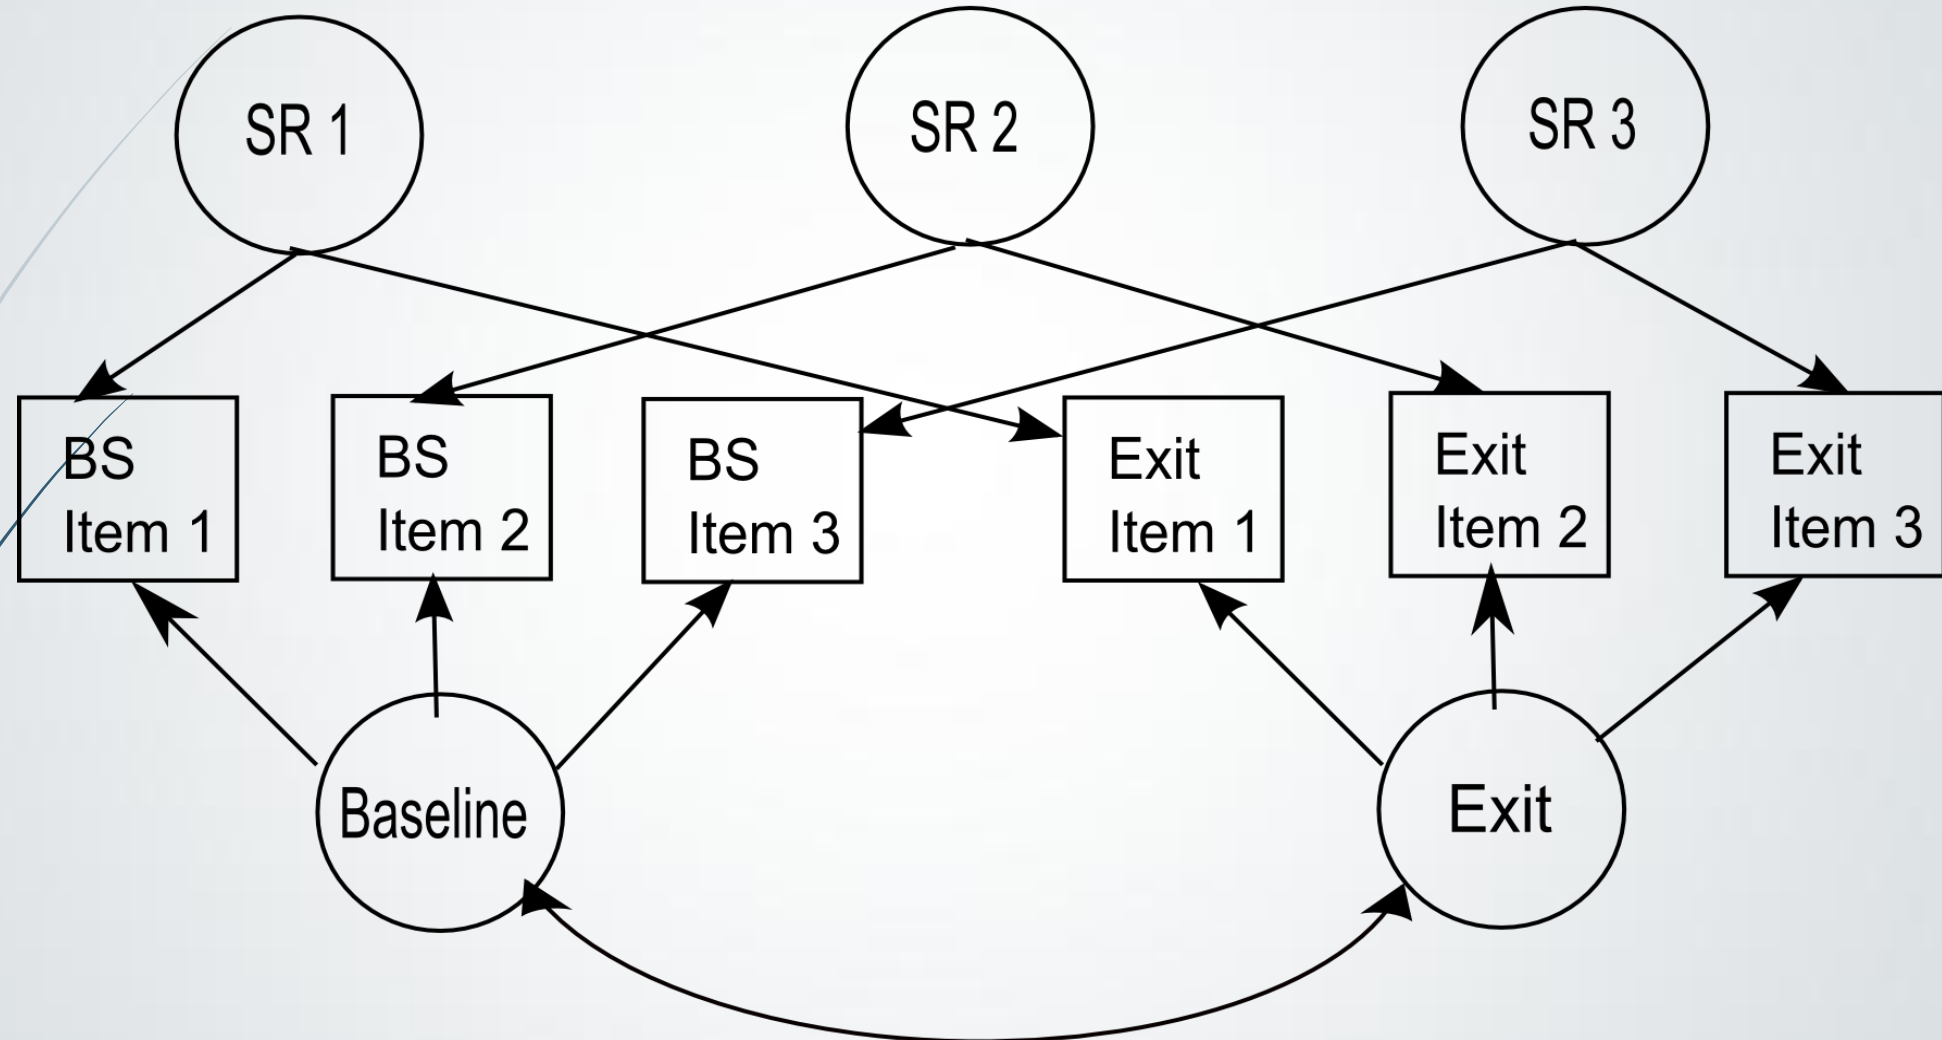 SR 1
SR 2
SR 3
BS
Item 1
BS
Item 2
BS
Item 3
Exit
Item 1
Exit
Item 2
Exit
Item 3
Baseline
Exit